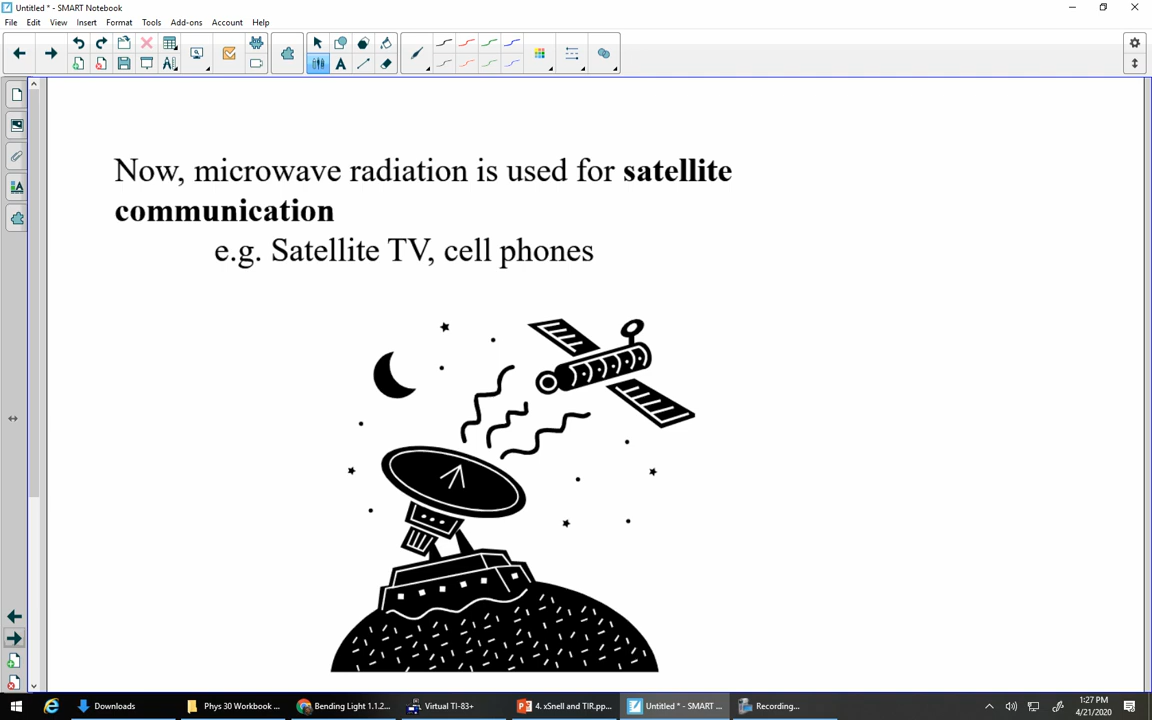 Untitled * - SMART Notebook
File Edit View Insert Format Tools Add-ons Account Help
Now, microwave radiation is used for satellite
communication
e.g. Satellite TV, cell phones
Downloads
Phys 30 Workbook ...
Bending Light 1.1.2...
Virtual TI-83+
4. xSnell and TIR.pp...
Untitled * - SMART ...
Recording...
1:27 PM
4/21/2020